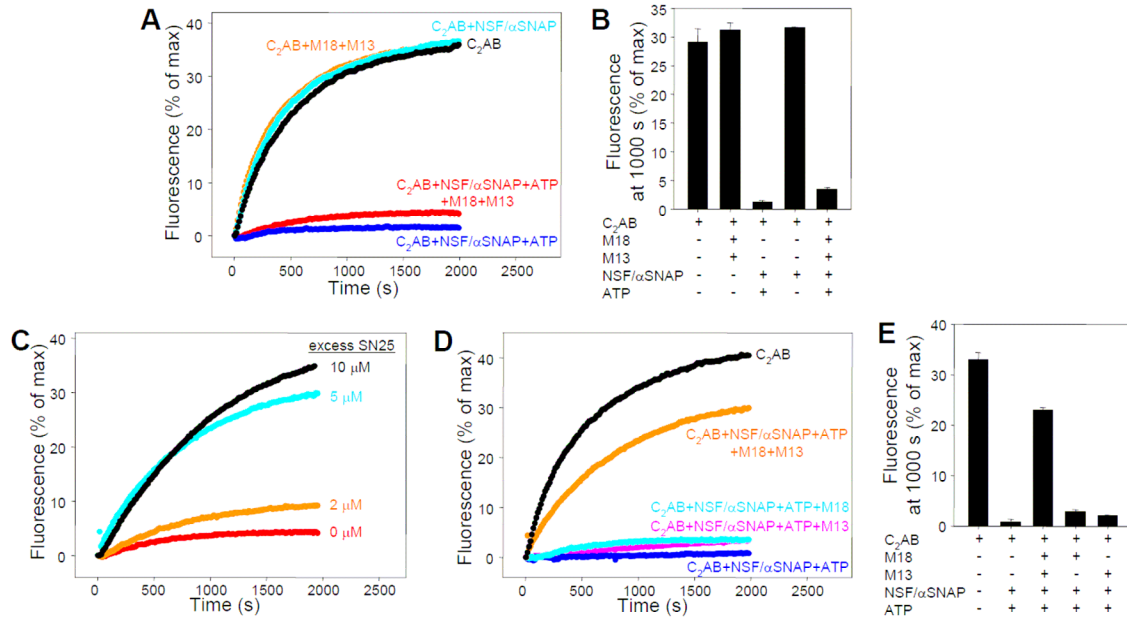 A
Fluorescence (% of max)
40
30
20
10
0
C2AB+M18+M13
C2AB+NSF/αSNAP
C2AB
C2AB+NSF/αSNAP+ATP
+M18+M13
C2AB+NSF/αSNAP+ATP
0 500 1000 1500 2000 2500
Time (s)
B
Fluorescence
at 1000 s (% of max)
35
30
25
20
15
10
5
0
C2AB + + + + +
M18 - + - - +
M13 - + - - +
NSF/αSNAP - - + + +
ATP - - + - +
C
Fluorescence (% of max)
40
30
20
10
0
excess SN25
10 μM
5 μM
2 μM
0 μM
0 500 1000 1500 2000 2500
Time (s)
D
Fluorescence (% of max)
40
30
20
10
0
C2AB
C2AB+NSF/αSNAP+ATP
+M18+M13
C2AB+NSF/αSNAP+ATP+M18
C2AB+NSF/αSNAP+ATP+M13
C2AB+NSF/αSNAP+ATP
0 500 1000 1500 2000 2500
Time (s)
E
Fluorescence
at 1000 s (% of max)
40
30
20
10
0
C2AB + + + + +
M18 - - + + -
M13 - - + - +
NSF/αSNAP - + + + +
ATP - + + + +